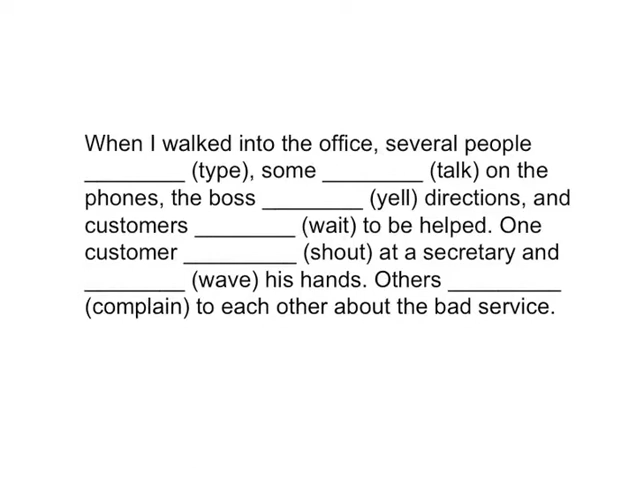 When I walked into the office, several people
________ (type), some ________ (talk) on the
phones, the boss ________ (yell) directions, and
customers ________ (wait) to be helped. One
customer _________ (shout) at a secretary and
________ (wave) his hands. Others _________
(complain) to each other about the bad service.